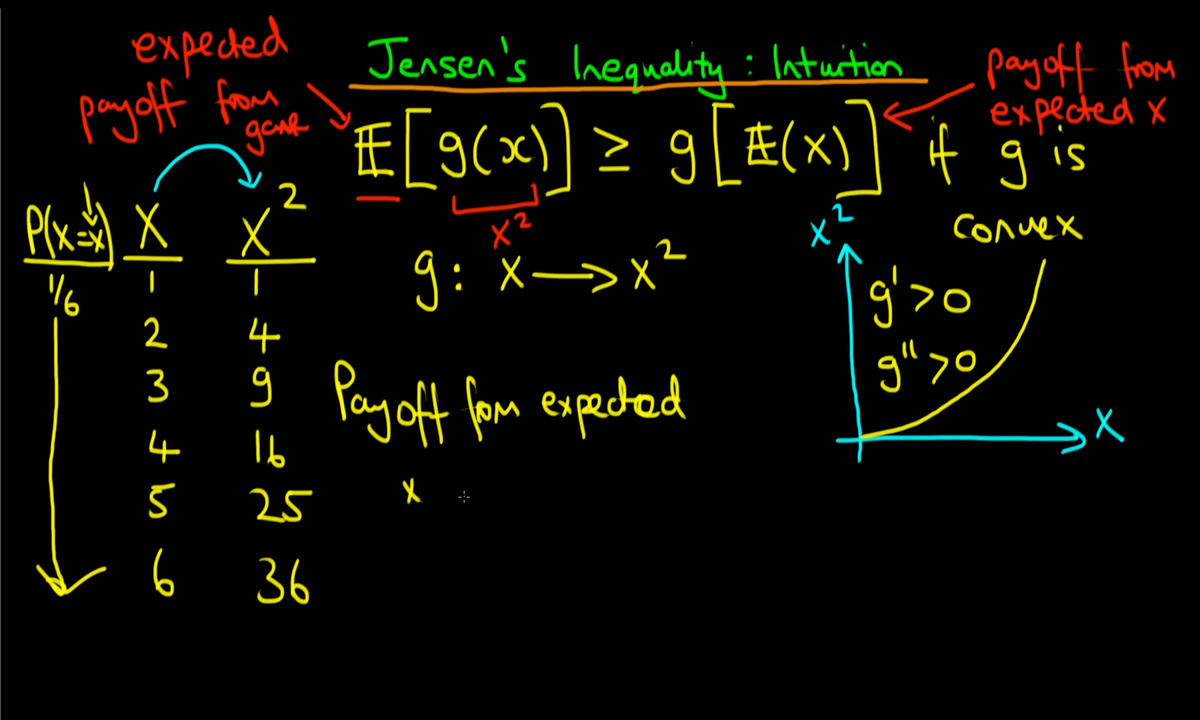 Jensen's Inequality : Intuition
expected
payoff from
game
payoff from
expected x
𝔼[g(x)] ≥ g[𝔼(x)] if g is
convex
x²
g : x → x²
P(X=x) X X²
1/6 1 1
2 4
3 9
4 16
5 25
6 36
Payoff from expected
x
x²
g' > 0
g'' > 0
x